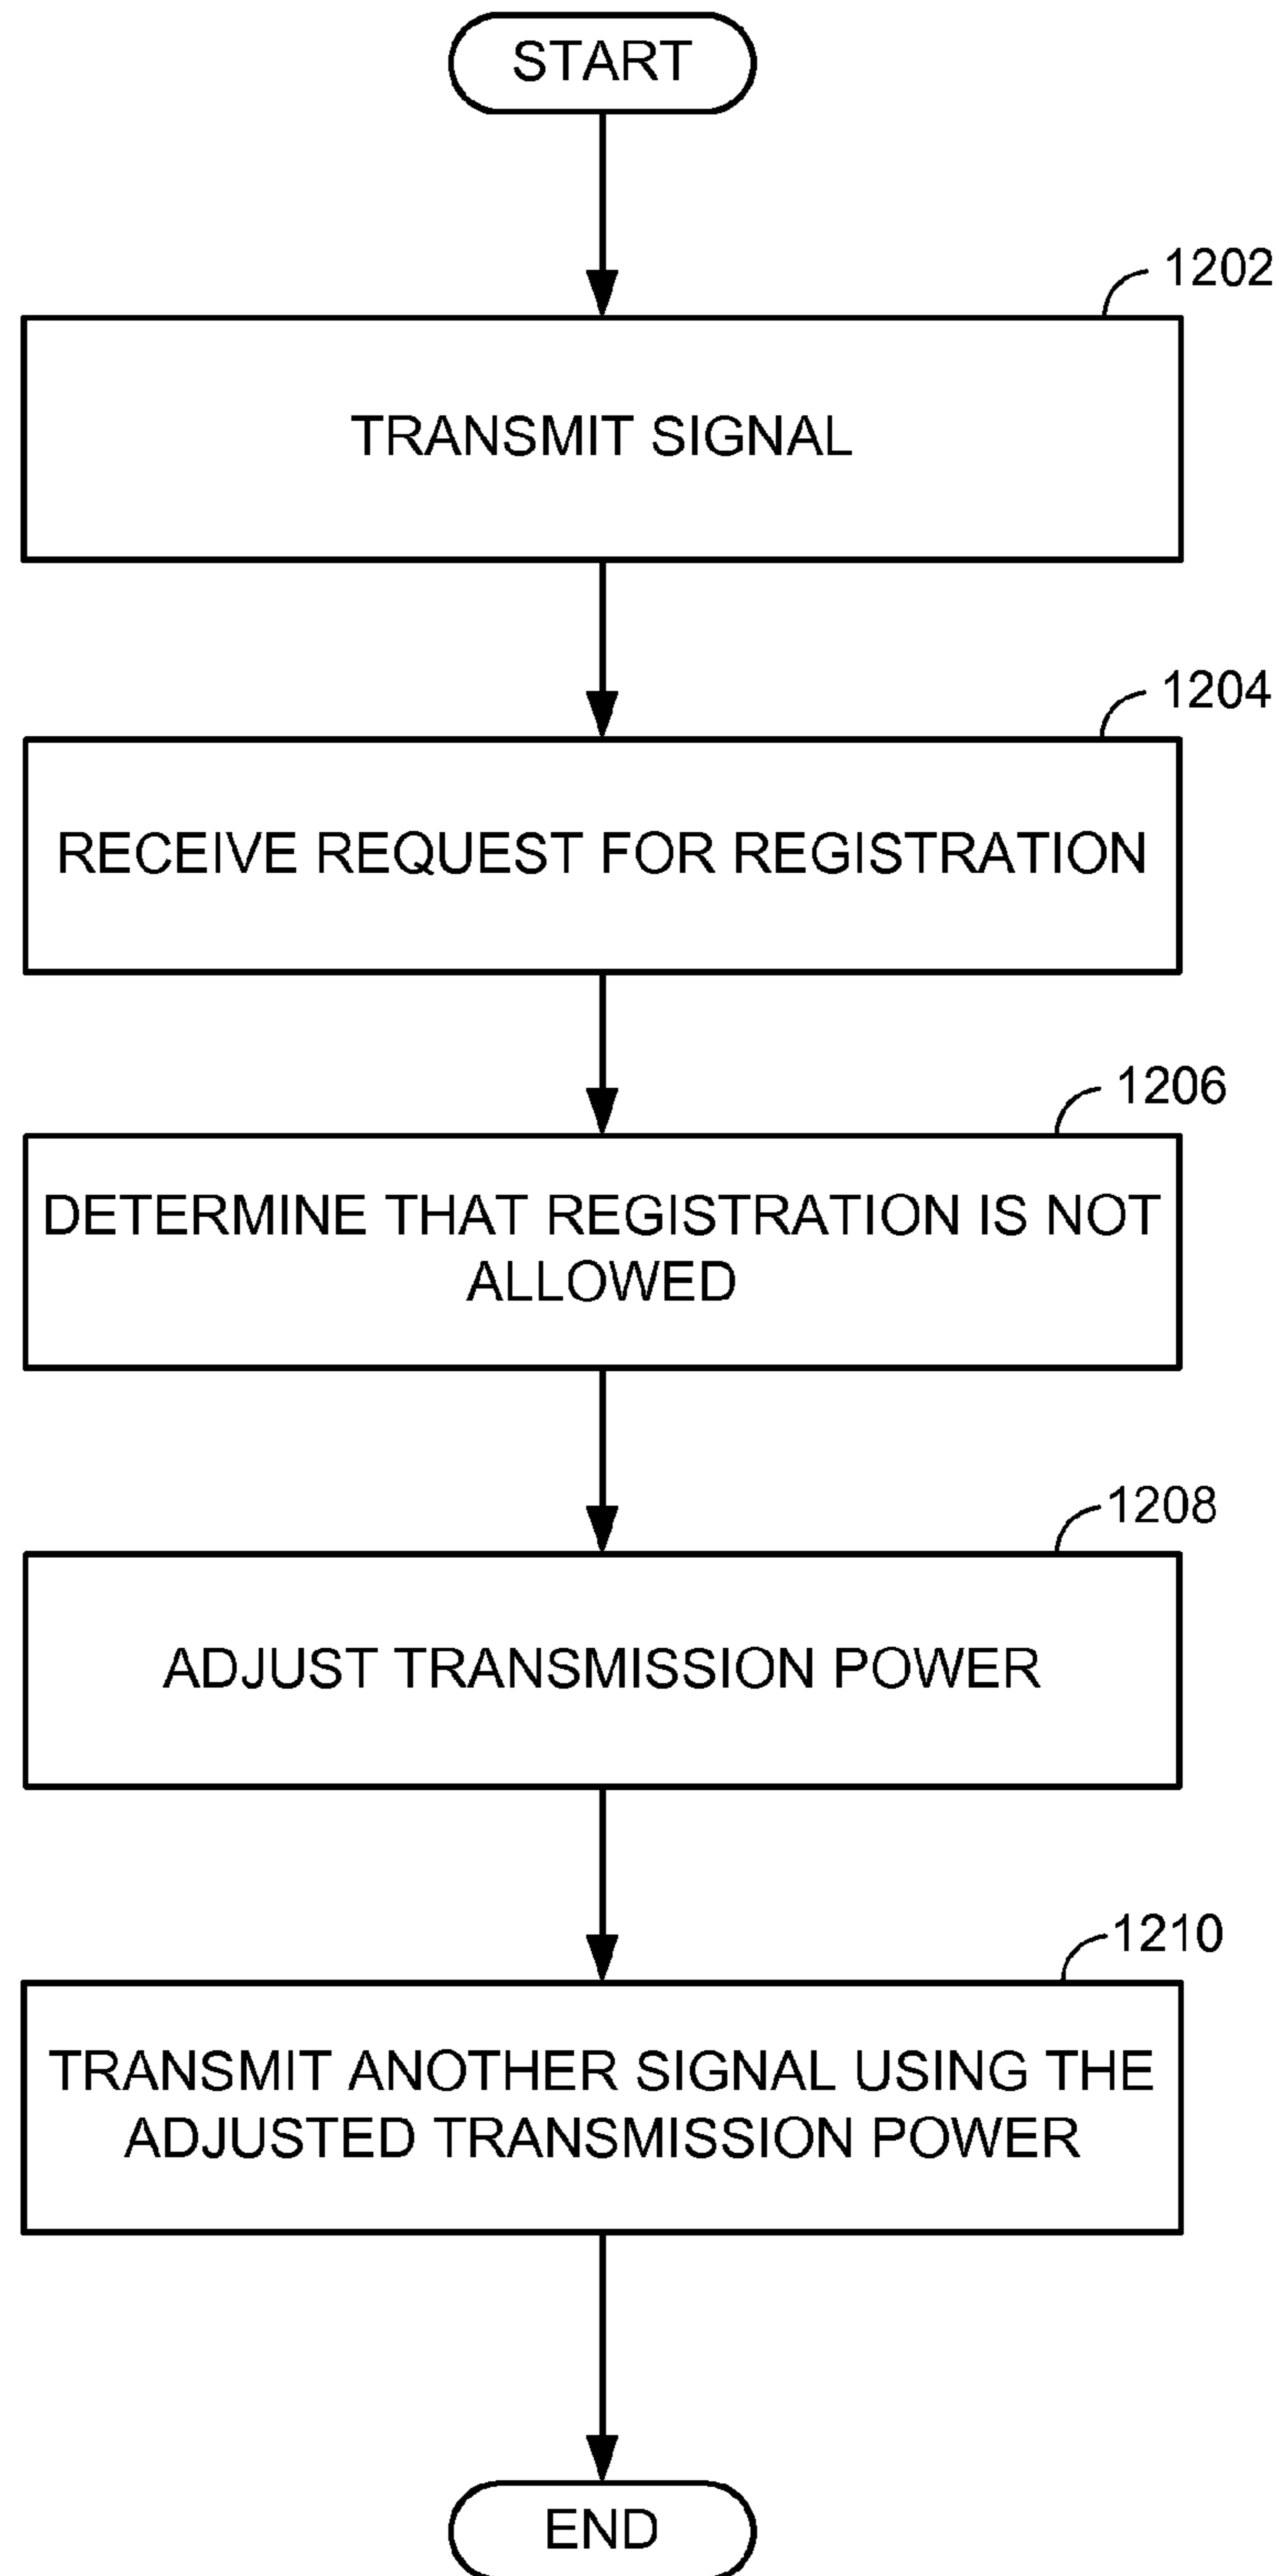 START
1202
TRANSMIT SIGNAL
1204
RECEIVE REQUEST FOR REGISTRATION
1206
DETERMINE THAT REGISTRATION IS NOT
ALLOWED
1208
ADJUST TRANSMISSION POWER
1210
TRANSMIT ANOTHER SIGNAL USING THE
ADJUSTED TRANSMISSION POWER
END